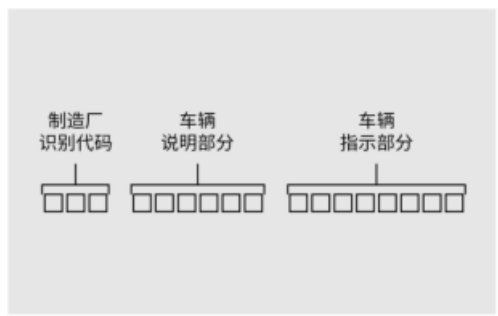 制造厂
识别代码
车辆
说明部分
车辆
指示部分